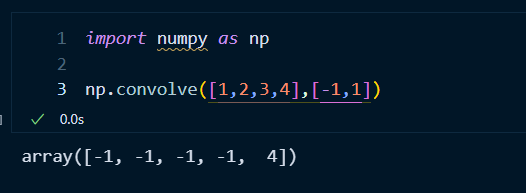 1 import numpy as np
2
3 np.convolve([1,2,3,4],[-1,1])
0.0s
array([-1, -1, -1, -1,  4])